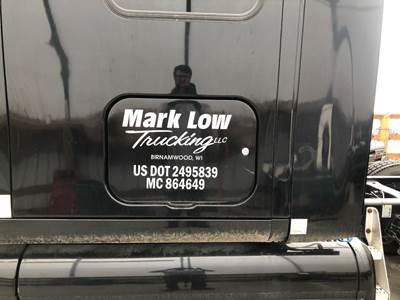 Mark Low
Trucking LLC
BIRNAMWOOD, WI
US DOT 2495839
MC 864649